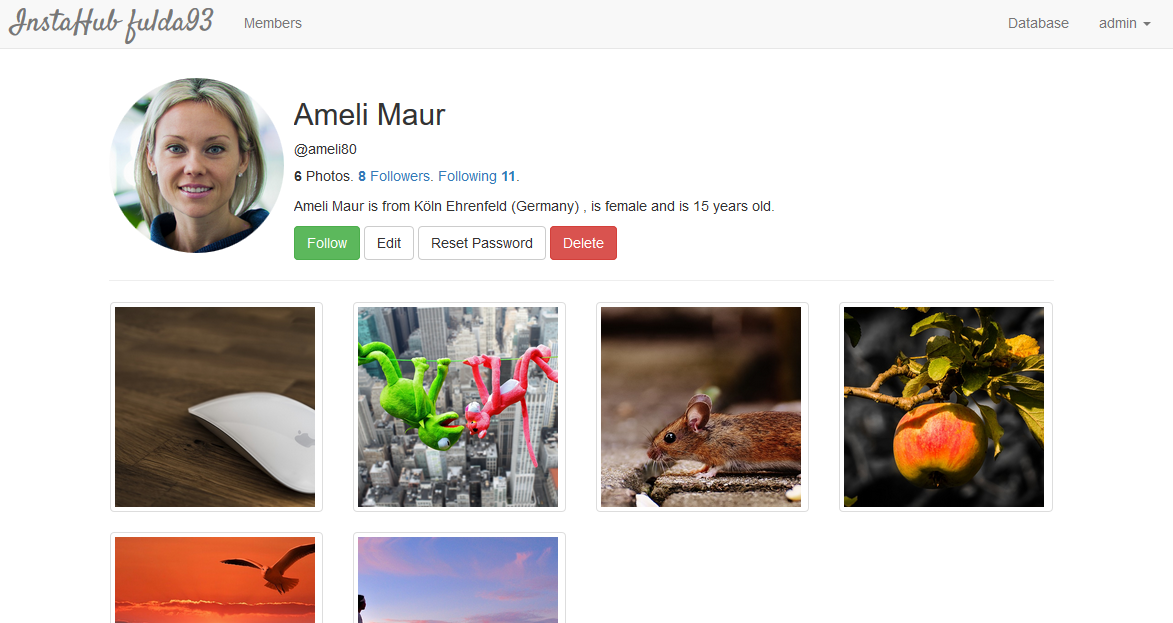 InstaHub fulda93 Members Database admin
Ameli Maur
@ameli80
6 Photos. 8 Followers. Following 11.
Ameli Maur is from Köln Ehrenfeld (Germany) , is female and is 15 years old.
Follow Edit Reset Password Delete